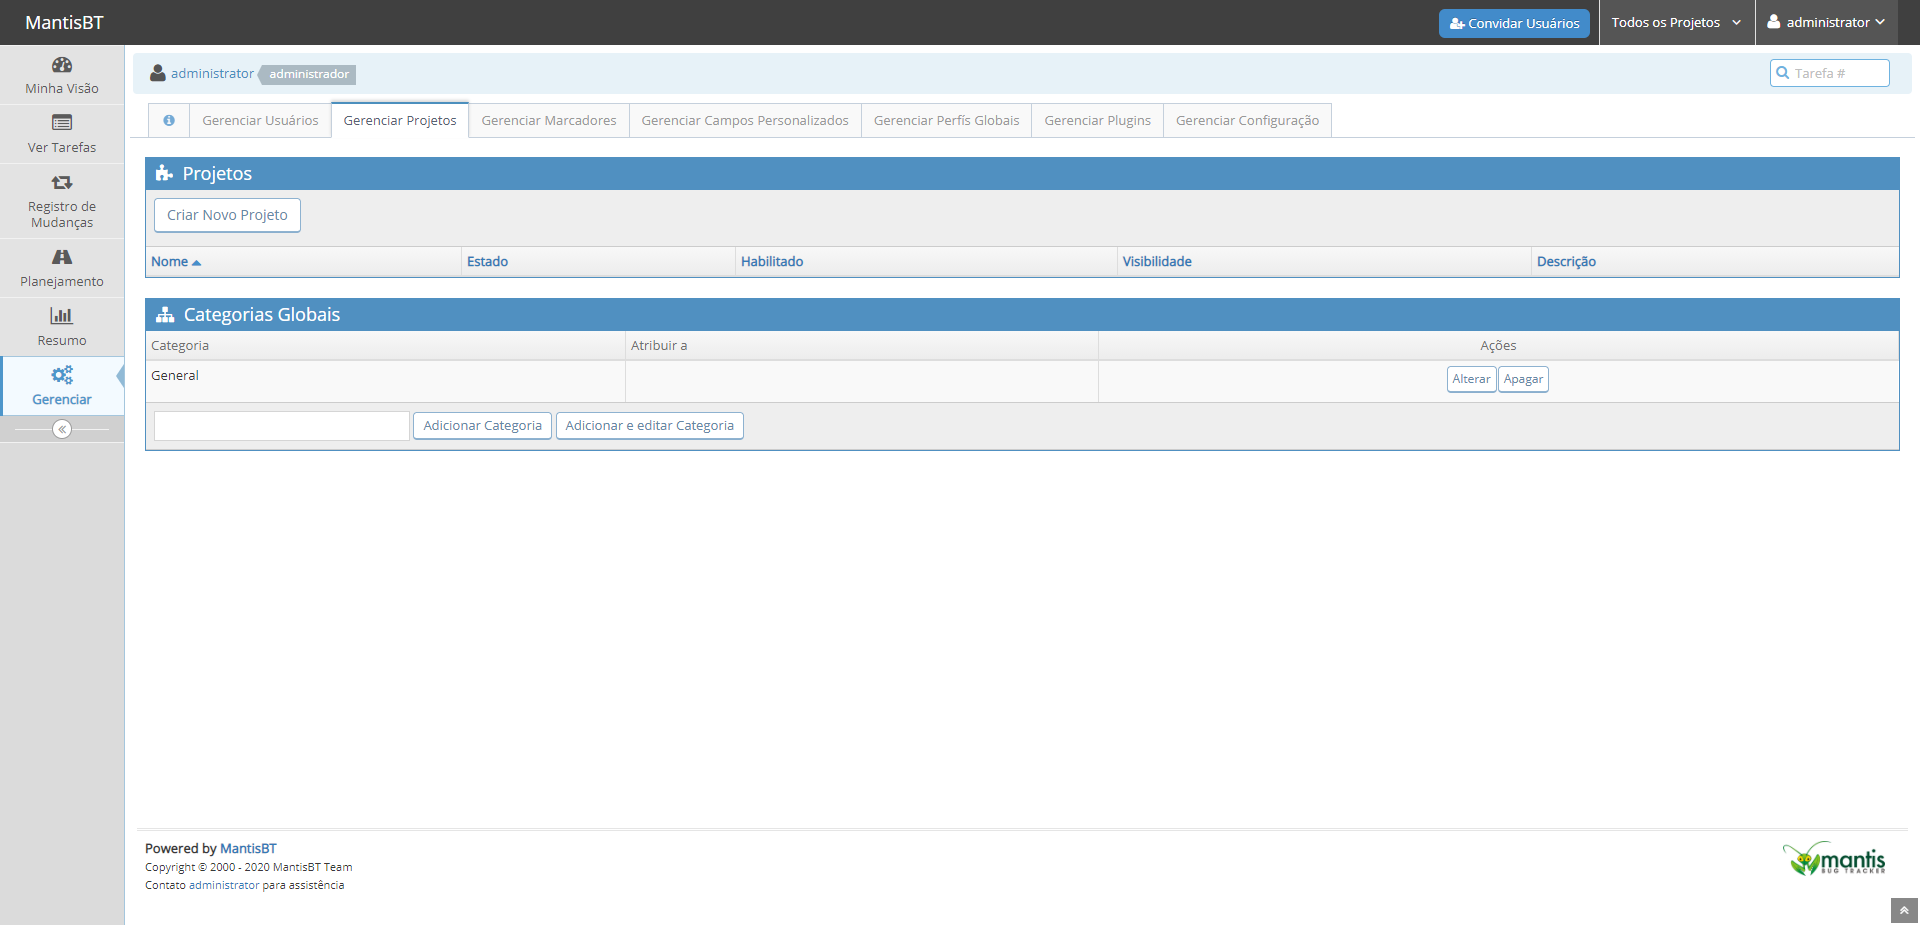 MantisBT
Convidar Usuários
Todos os Projetos
administrator
Minha Visão
Ver Tarefas
Registro de
Mudanças
Planejamento
Resumo
Gerenciar
administrator administrador
Tarefa #
Gerenciar Usuários
Gerenciar Projetos
Gerenciar Marcadores
Gerenciar Campos Personalizados
Gerenciar Perfís Globais
Gerenciar Plugins
Gerenciar Configuração
Projetos
Criar Novo Projeto
Nome Estado Habilitado Visibilidade Descrição
Categorias Globais
Categoria Atribuir a Ações
General Alterar Apagar
Adicionar Categoria Adicionar e editar Categoria
Powered by MantisBT
Copyright © 2000 - 2020 MantisBT Team
Contato administrator para assistência
mantis
BUG TRACKER